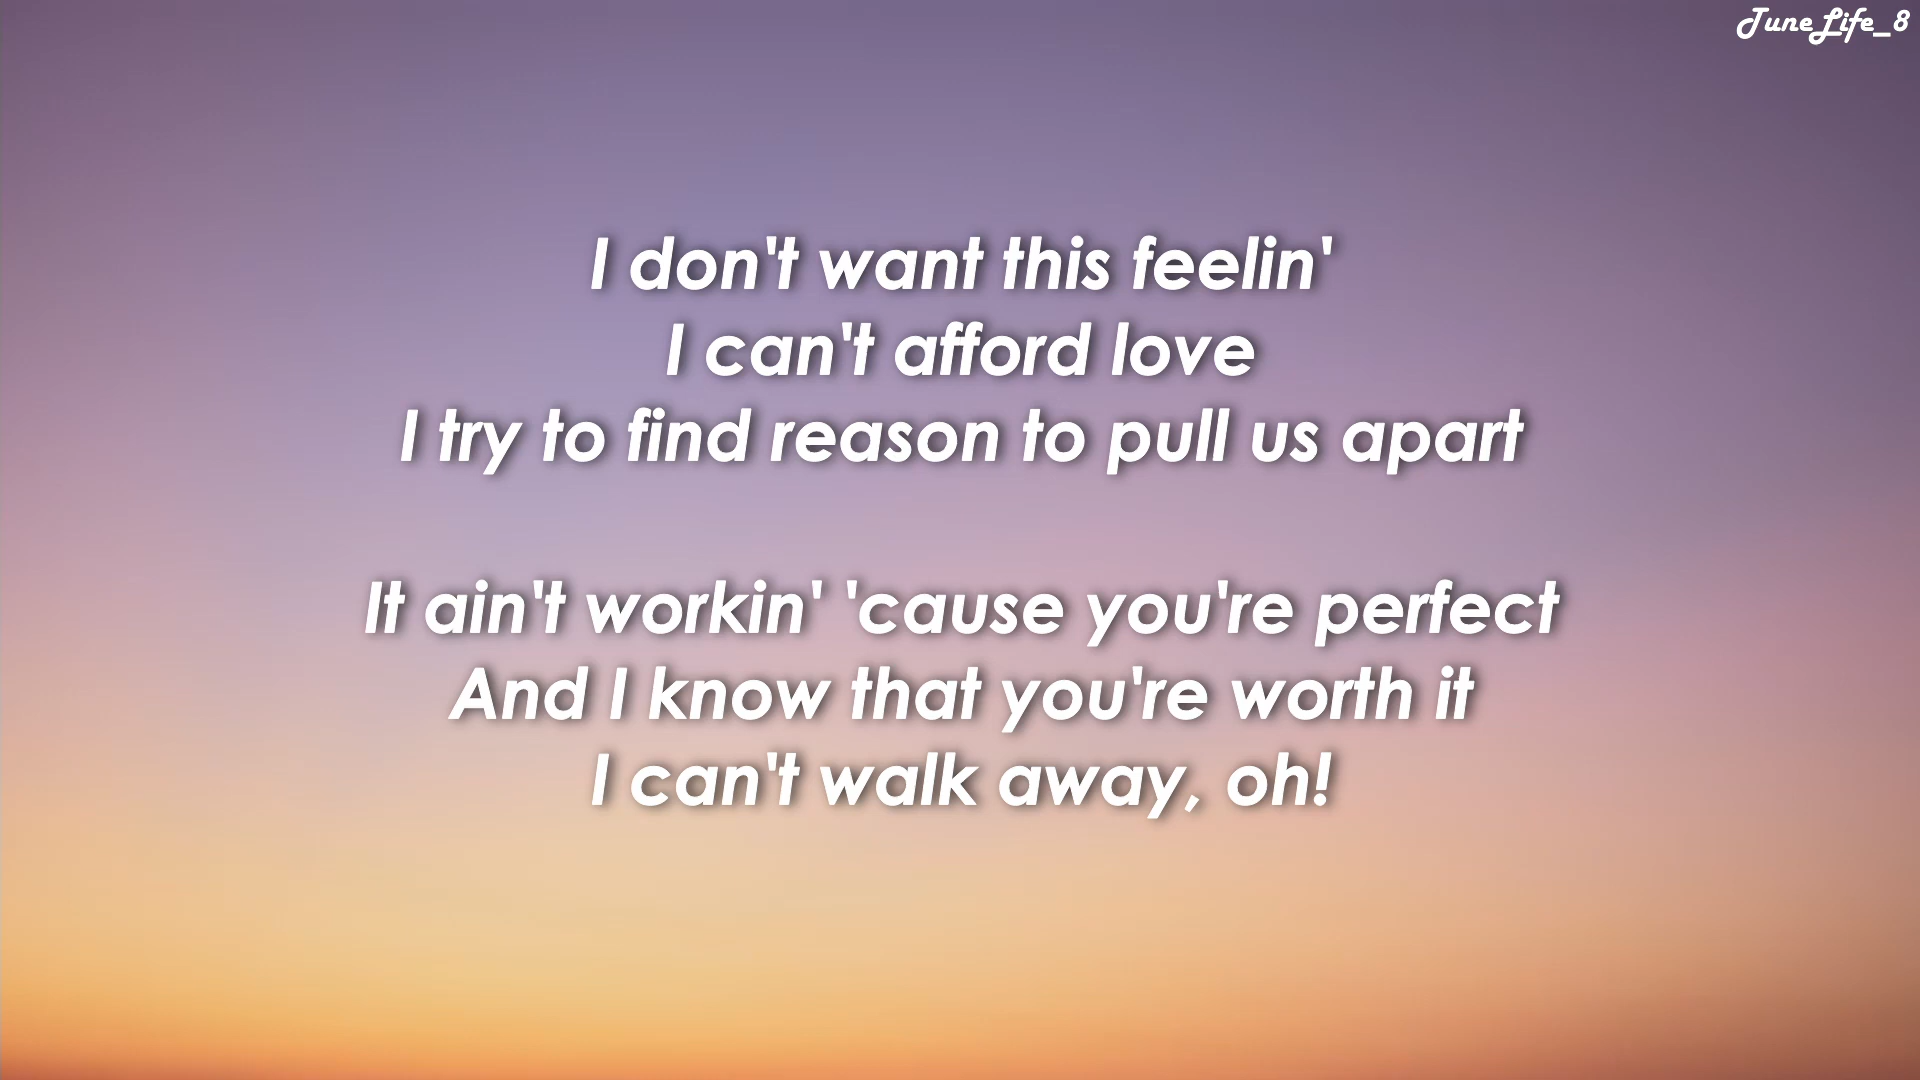 TuneLife_8
I don't want this feelin'
I can't afford love
I try to find reason to pull us apart
It ain't workin' 'cause you're perfect
And I know that you're worth it
I can't walk away, oh!